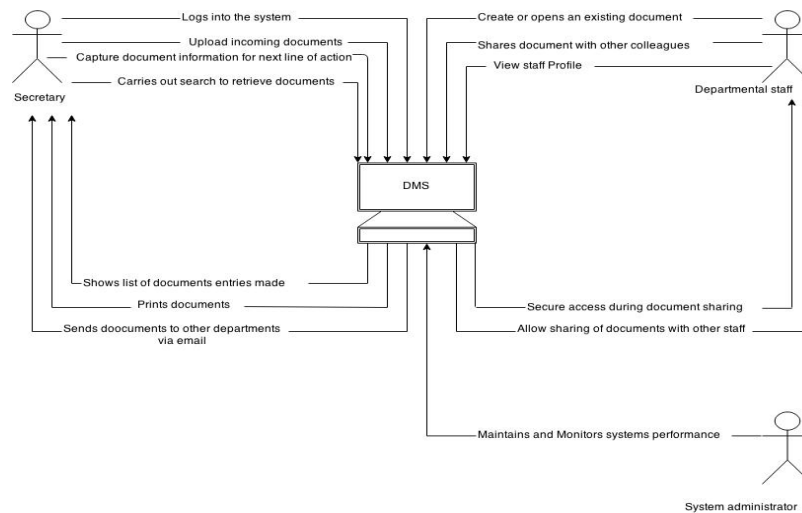 Logs into the system
Upload incoming documents
Capture document information for next line of action
Carries out search to retrieve documents
Secretary
Create or opens an existing document
Shares document with other colleagues
View staff Profile
Departmental staff
DMS
Shows list of documents entries made
Prints documents
Sends doocuments to other departments
via email
Secure access during document sharing
Allow sharing of documents with other staff
Maintains and Monitors systems performance
System administrator